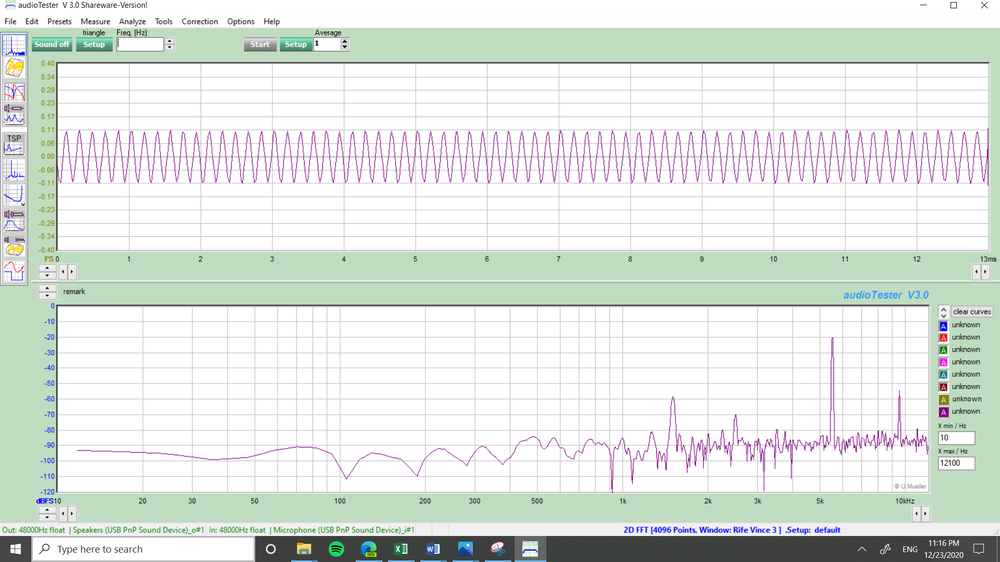 audioTester V 3.0 Shareware-Version!
File Edit Presets Measure Analyze Tools Correction Options Help
triangle Freq. (Hz) Average
Sound off Setup Start Setup 1
TSP
0.40
0.34
0.29
0.23
0.17
0.11
0.06
0.00
-0.06
-0.11
-0.17
-0.23
-0.29
-0.34
-0.40
FS 0 1 2 3 4 5 6 7 8 9 10 11 12 13ms
remark
audioTester V3.0
0
-10
-20
-30
-40
-50
-60
-70
-80
-90
-100
-110
-120
dBFS 10 20 30 50 100 200 300 500 1k 2k 3k 5k 10kHz
© U.Mueller
clear curves
A unknown
A unknown
A unknown
A unknown
A unknown
A unknown
A unknown
A unknown
X min / Hz
10
X max / Hz
12100
Out: 48000Hz float | Speakers (USB PnP Sound Device)_o#1 In: 48000Hz float | Microphone (USB PnP Sound Device)_i#1 2D FFT [4096 Points, Window: Rife Vince 3 ] .Setup: default
Type here to search
DEV
ENG
11:16 PM
12/23/2020